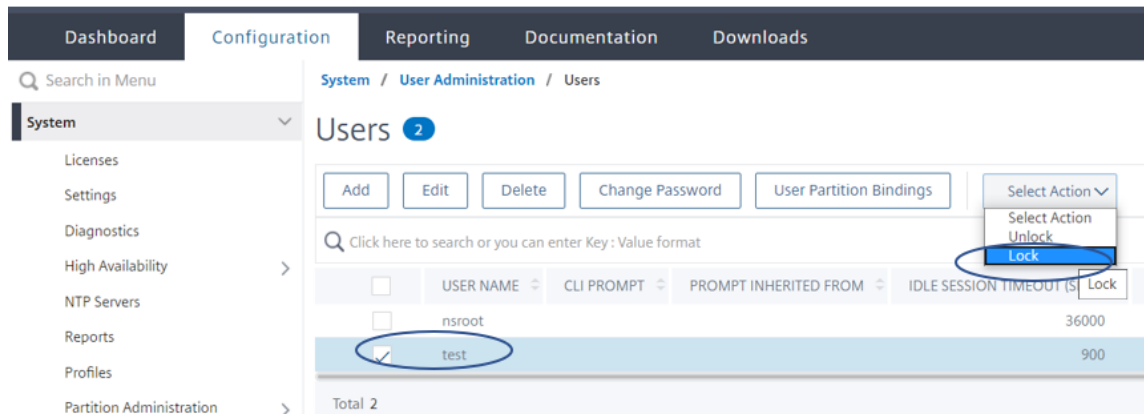 Dashboard Configuration Reporting Documentation Downloads
Search in Menu
System / User Administration / Users
System
Users 2
Licenses
Settings
Add Edit Delete Change Password User Partition Bindings Select Action
Select Action
Unlock
Lock
Diagnostics
Click here to search or you can enter Key : Value format
High Availability
USER NAME CLI PROMPT PROMPT INHERITED FROM IDLE SESSION TIMEOUT (S Lock
NTP Servers
nsroot 36000
Reports
test 900
Profiles
Partition Administration
Total 2